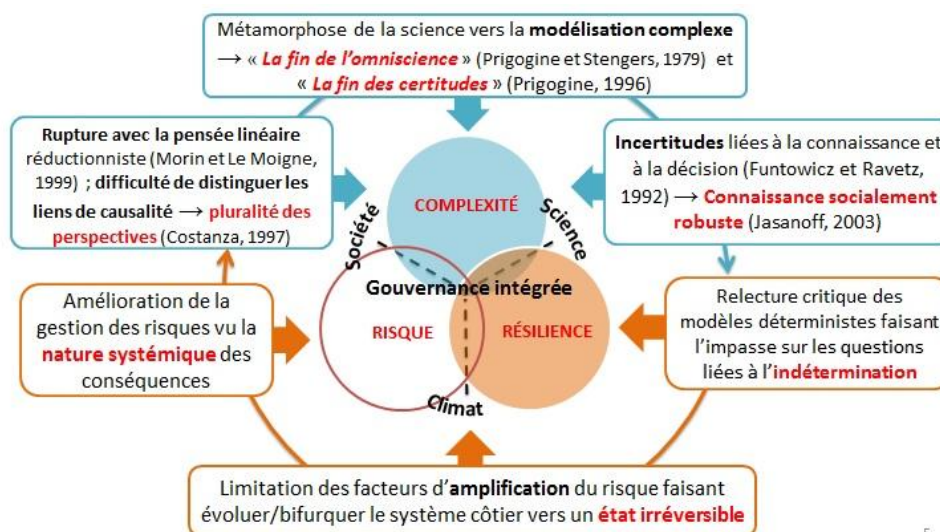 Métamorphose de la science vers la modélisation complexe
→ « La fin de l’omniscience » (Prigogine et Stengers, 1979) et
« La fin des certitudes » (Prigogine, 1996)
Rupture avec la pensée linéaire
réductionniste (Morin et Le Moigne,
1999) ; difficulté de distinguer les
liens de causalité → pluralité des
perspectives (Costanza, 1997)
Incertitudes liées à la connaissance et
à la décision (Funtowicz et Ravetz,
1992) → Connaissance socialement
robuste (Jasanoff, 2003)
COMPLEXITÉ
Société
Science
Gouvernance intégrée
RISQUE
RÉSILIENCE
Climat
Amélioration de la
gestion des risques vu la
nature systémique des
conséquences
Relecture critique des
modèles déterministes faisant
l’impasse sur les questions
liées à l’indétermination
Limitation des facteurs d’amplification du risque faisant
évoluer/bifurquer le système côtier vers un état irréversible
5